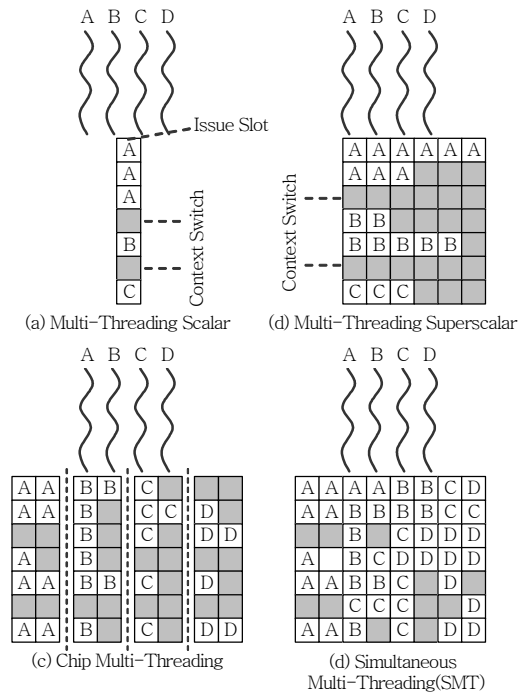 A B C D
Issue Slot
A
A
A
B
C
Context Switch
(a) Multi-Threading Scalar
A B C D
A A A A A A
A A A
B B
B B B B B
C C C
Context Switch
(d) Multi-Threading Superscalar
A B C D
A A B B C
A A B C C D
B C D D
A B
A A B B C D
A A B C D D
(c) Chip Multi-Threading
A B C D
A A A A B B C D
A A B B B B C C
B C D D D
A B C D D D D
A A B B C D
C C C D
A A B C D D
(d) Simultaneous
Multi-Threading(SMT)